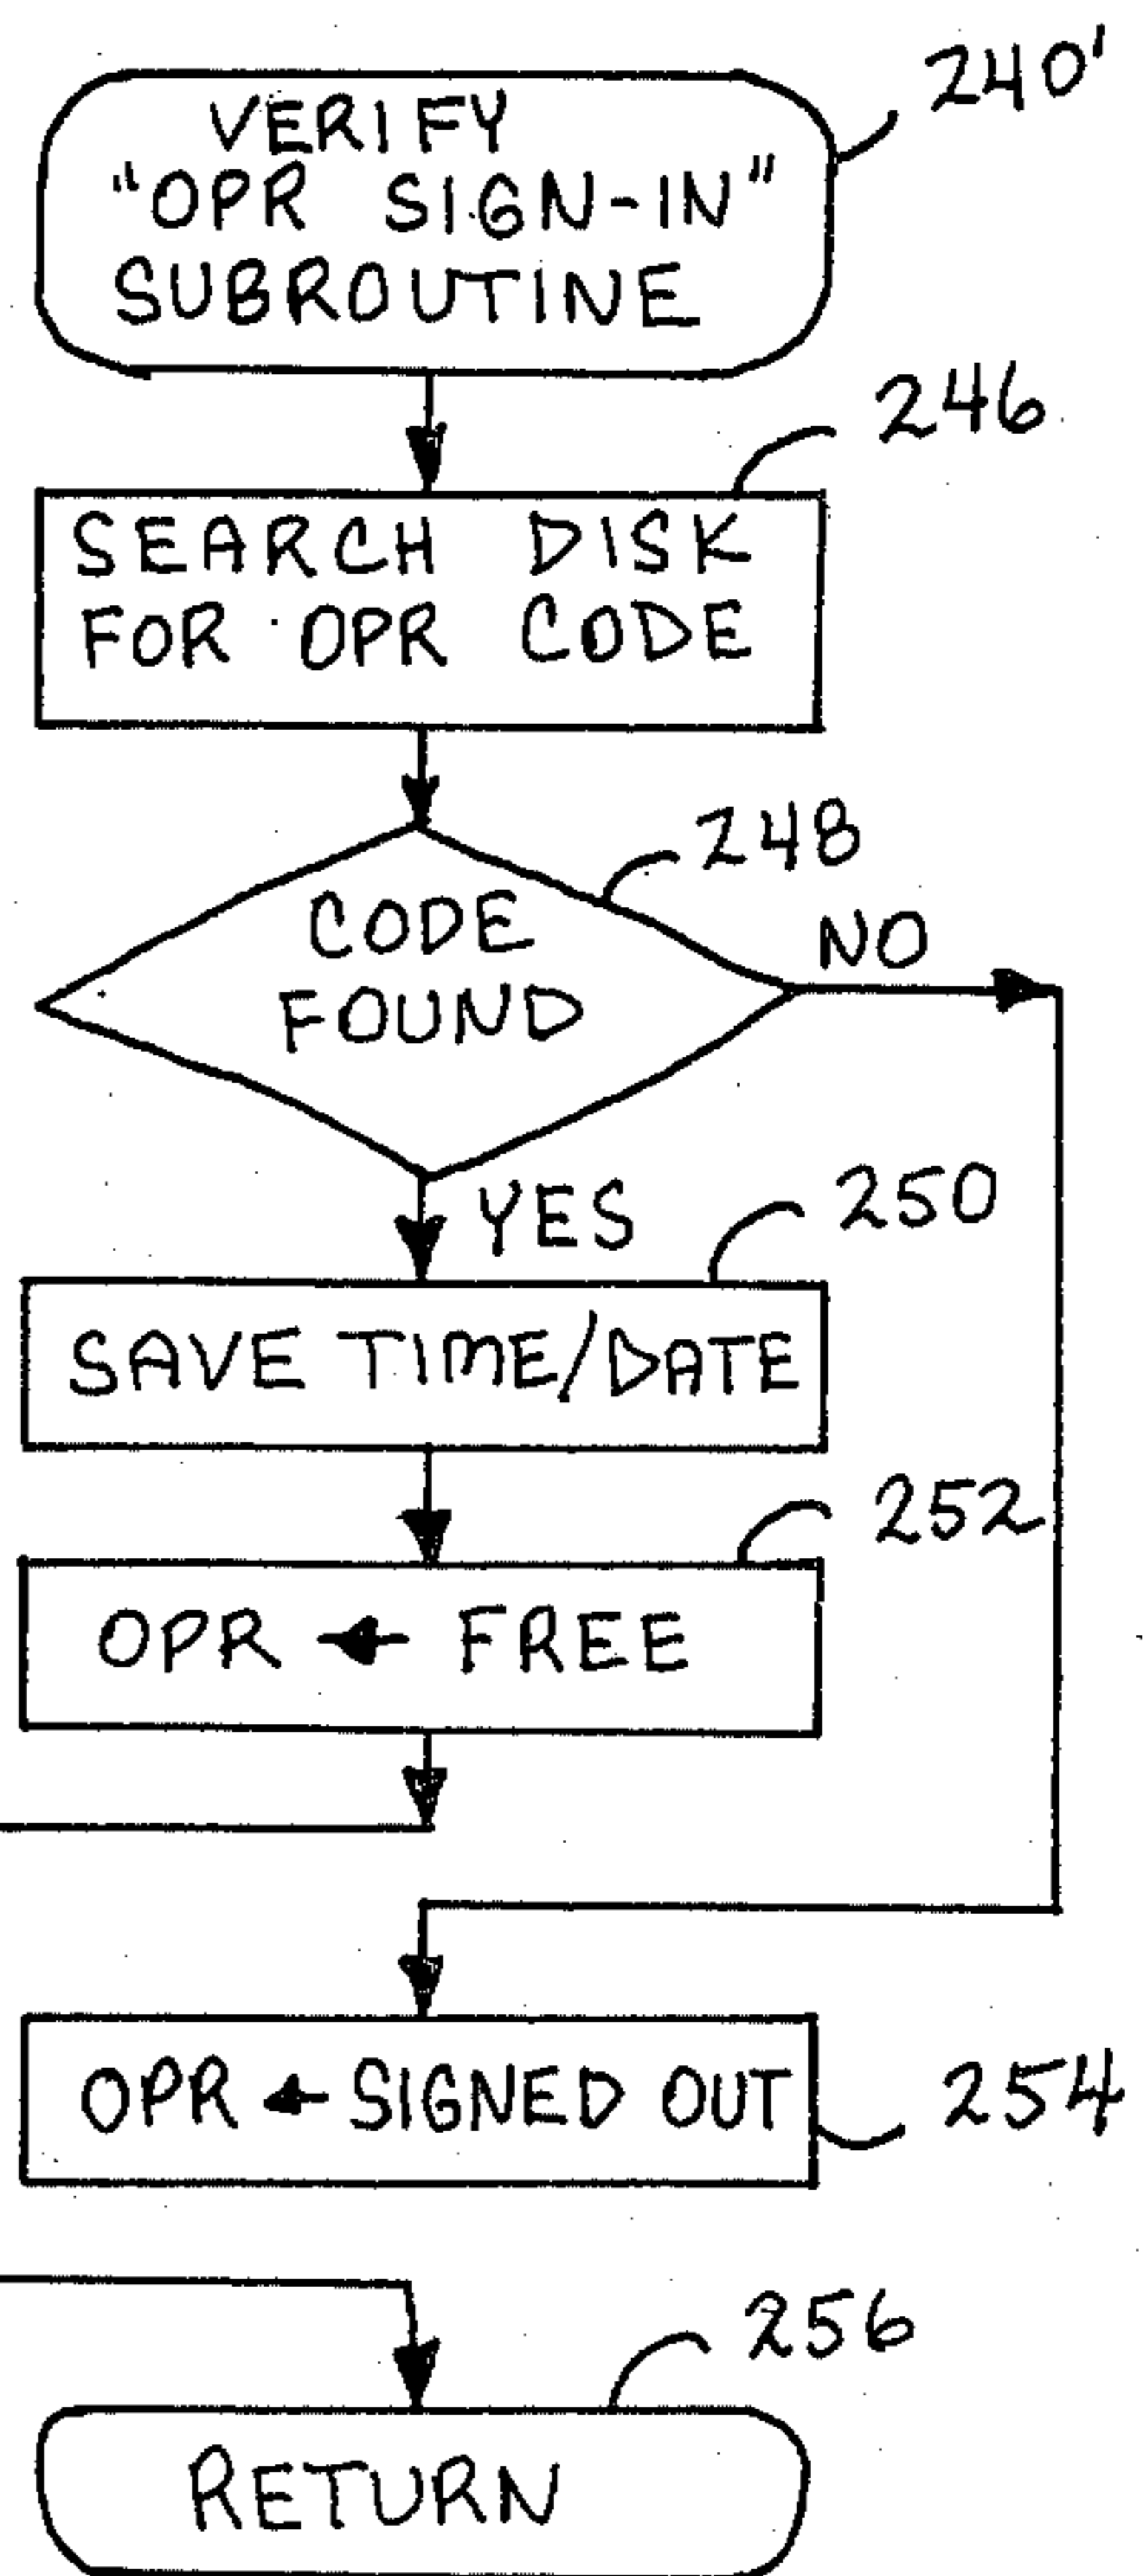 240'
VERIFY
"OPR SIGN-IN"
SUBROUTINE
246
SEARCH DISK
FOR OPR CODE
248
CODE
FOUND
NO
YES
250
SAVE TIME/DATE
252
OPR ← FREE
OPR ← SIGNED OUT
254
256
RETURN